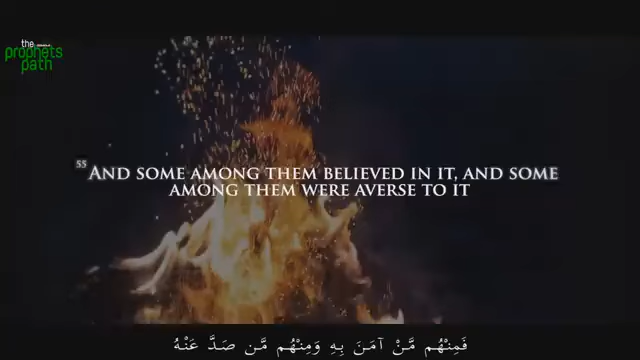 the
prophets
path
55 AND SOME AMONG THEM BELIEVED IN IT, AND SOME
AMONG THEM WERE AVERSE TO IT
فَمِنْهُم مَّنْ آمَنَ بِهِ وَمِنْهُم مَّن صَدَّ عَنْهُ